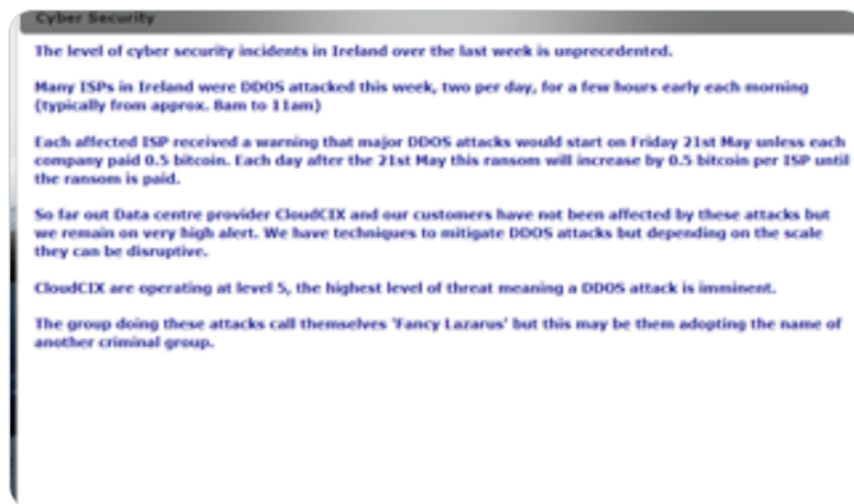 Cyber Security
The level of cyber security incidents in Ireland over the last week is unprecedented.
Many ISPs in Ireland were DDOS attacked this week, two per day, for a few hours early each morning
(typically from approx. 8am to 11am)
Each affected ISP received a warning that major DDOS attacks would start on Friday 21st May unless each
company paid 0.5 bitcoin. Each day after the 21st May this ransom will increase by 0.5 bitcoin per ISP until
the ransom is paid.
So far out Data centre provider CloudCIX and our customers have not been affected by these attacks but
we remain on very high alert. We have techniques to mitigate DDOS attacks but depending on the scale
they can be disruptive.
CloudCIX are operating at level 5, the highest level of threat meaning a DDOS attack is imminent.
The group doing these attacks call themselves 'Fancy Lazarus' but this may be them adopting the name of
another criminal group.